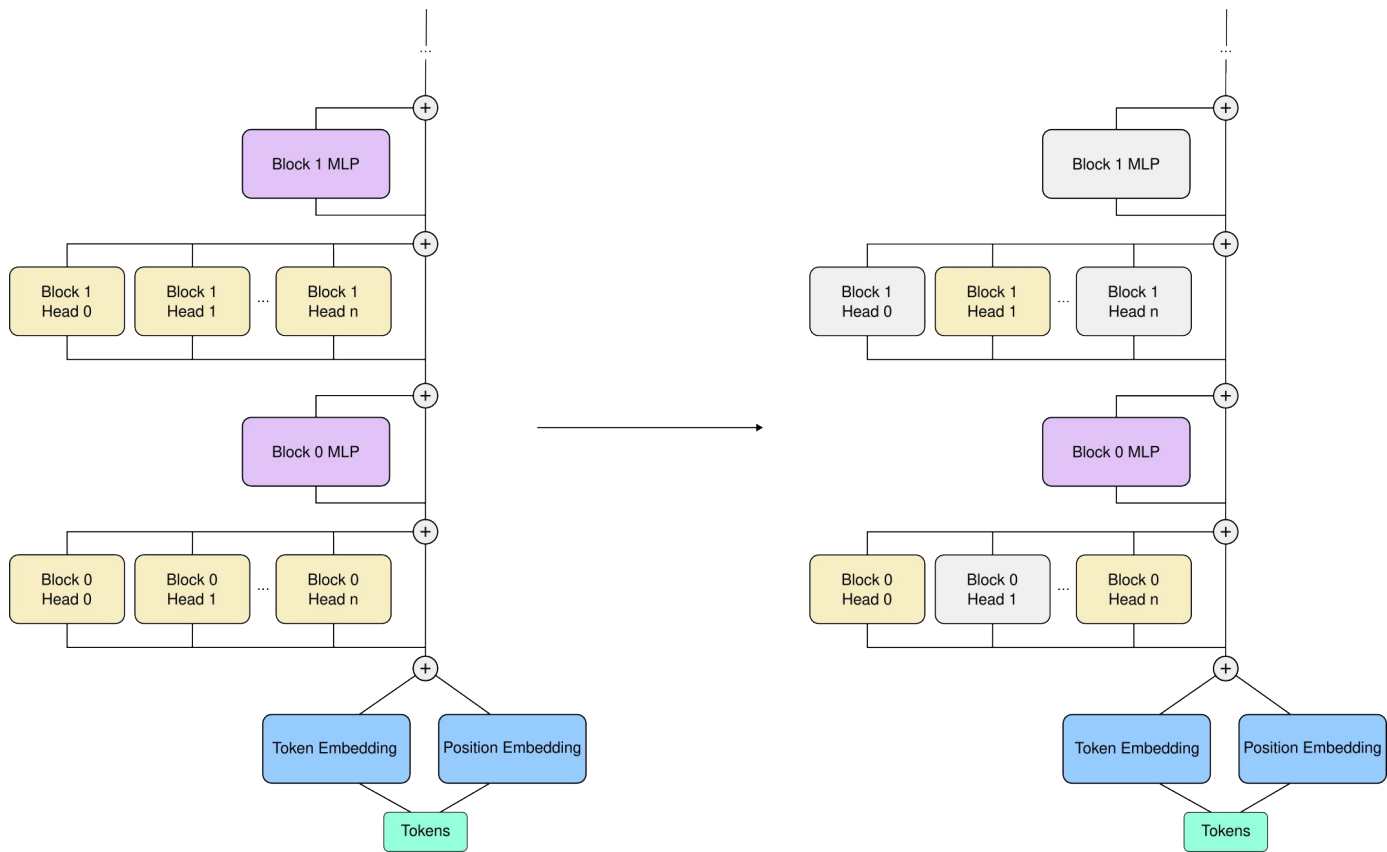 ...
Block 1 MLP
Block 1
Head 0
Block 1
Head 1
...
Block 1
Head n
Block 0 MLP
Block 0
Head 0
Block 0
Head 1
...
Block 0
Head n
Token Embedding
Position Embedding
Tokens
...
Block 1 MLP
Block 1
Head 0
Block 1
Head 1
...
Block 1
Head n
Block 0 MLP
Block 0
Head 0
Block 0
Head 1
...
Block 0
Head n
Token Embedding
Position Embedding
Tokens